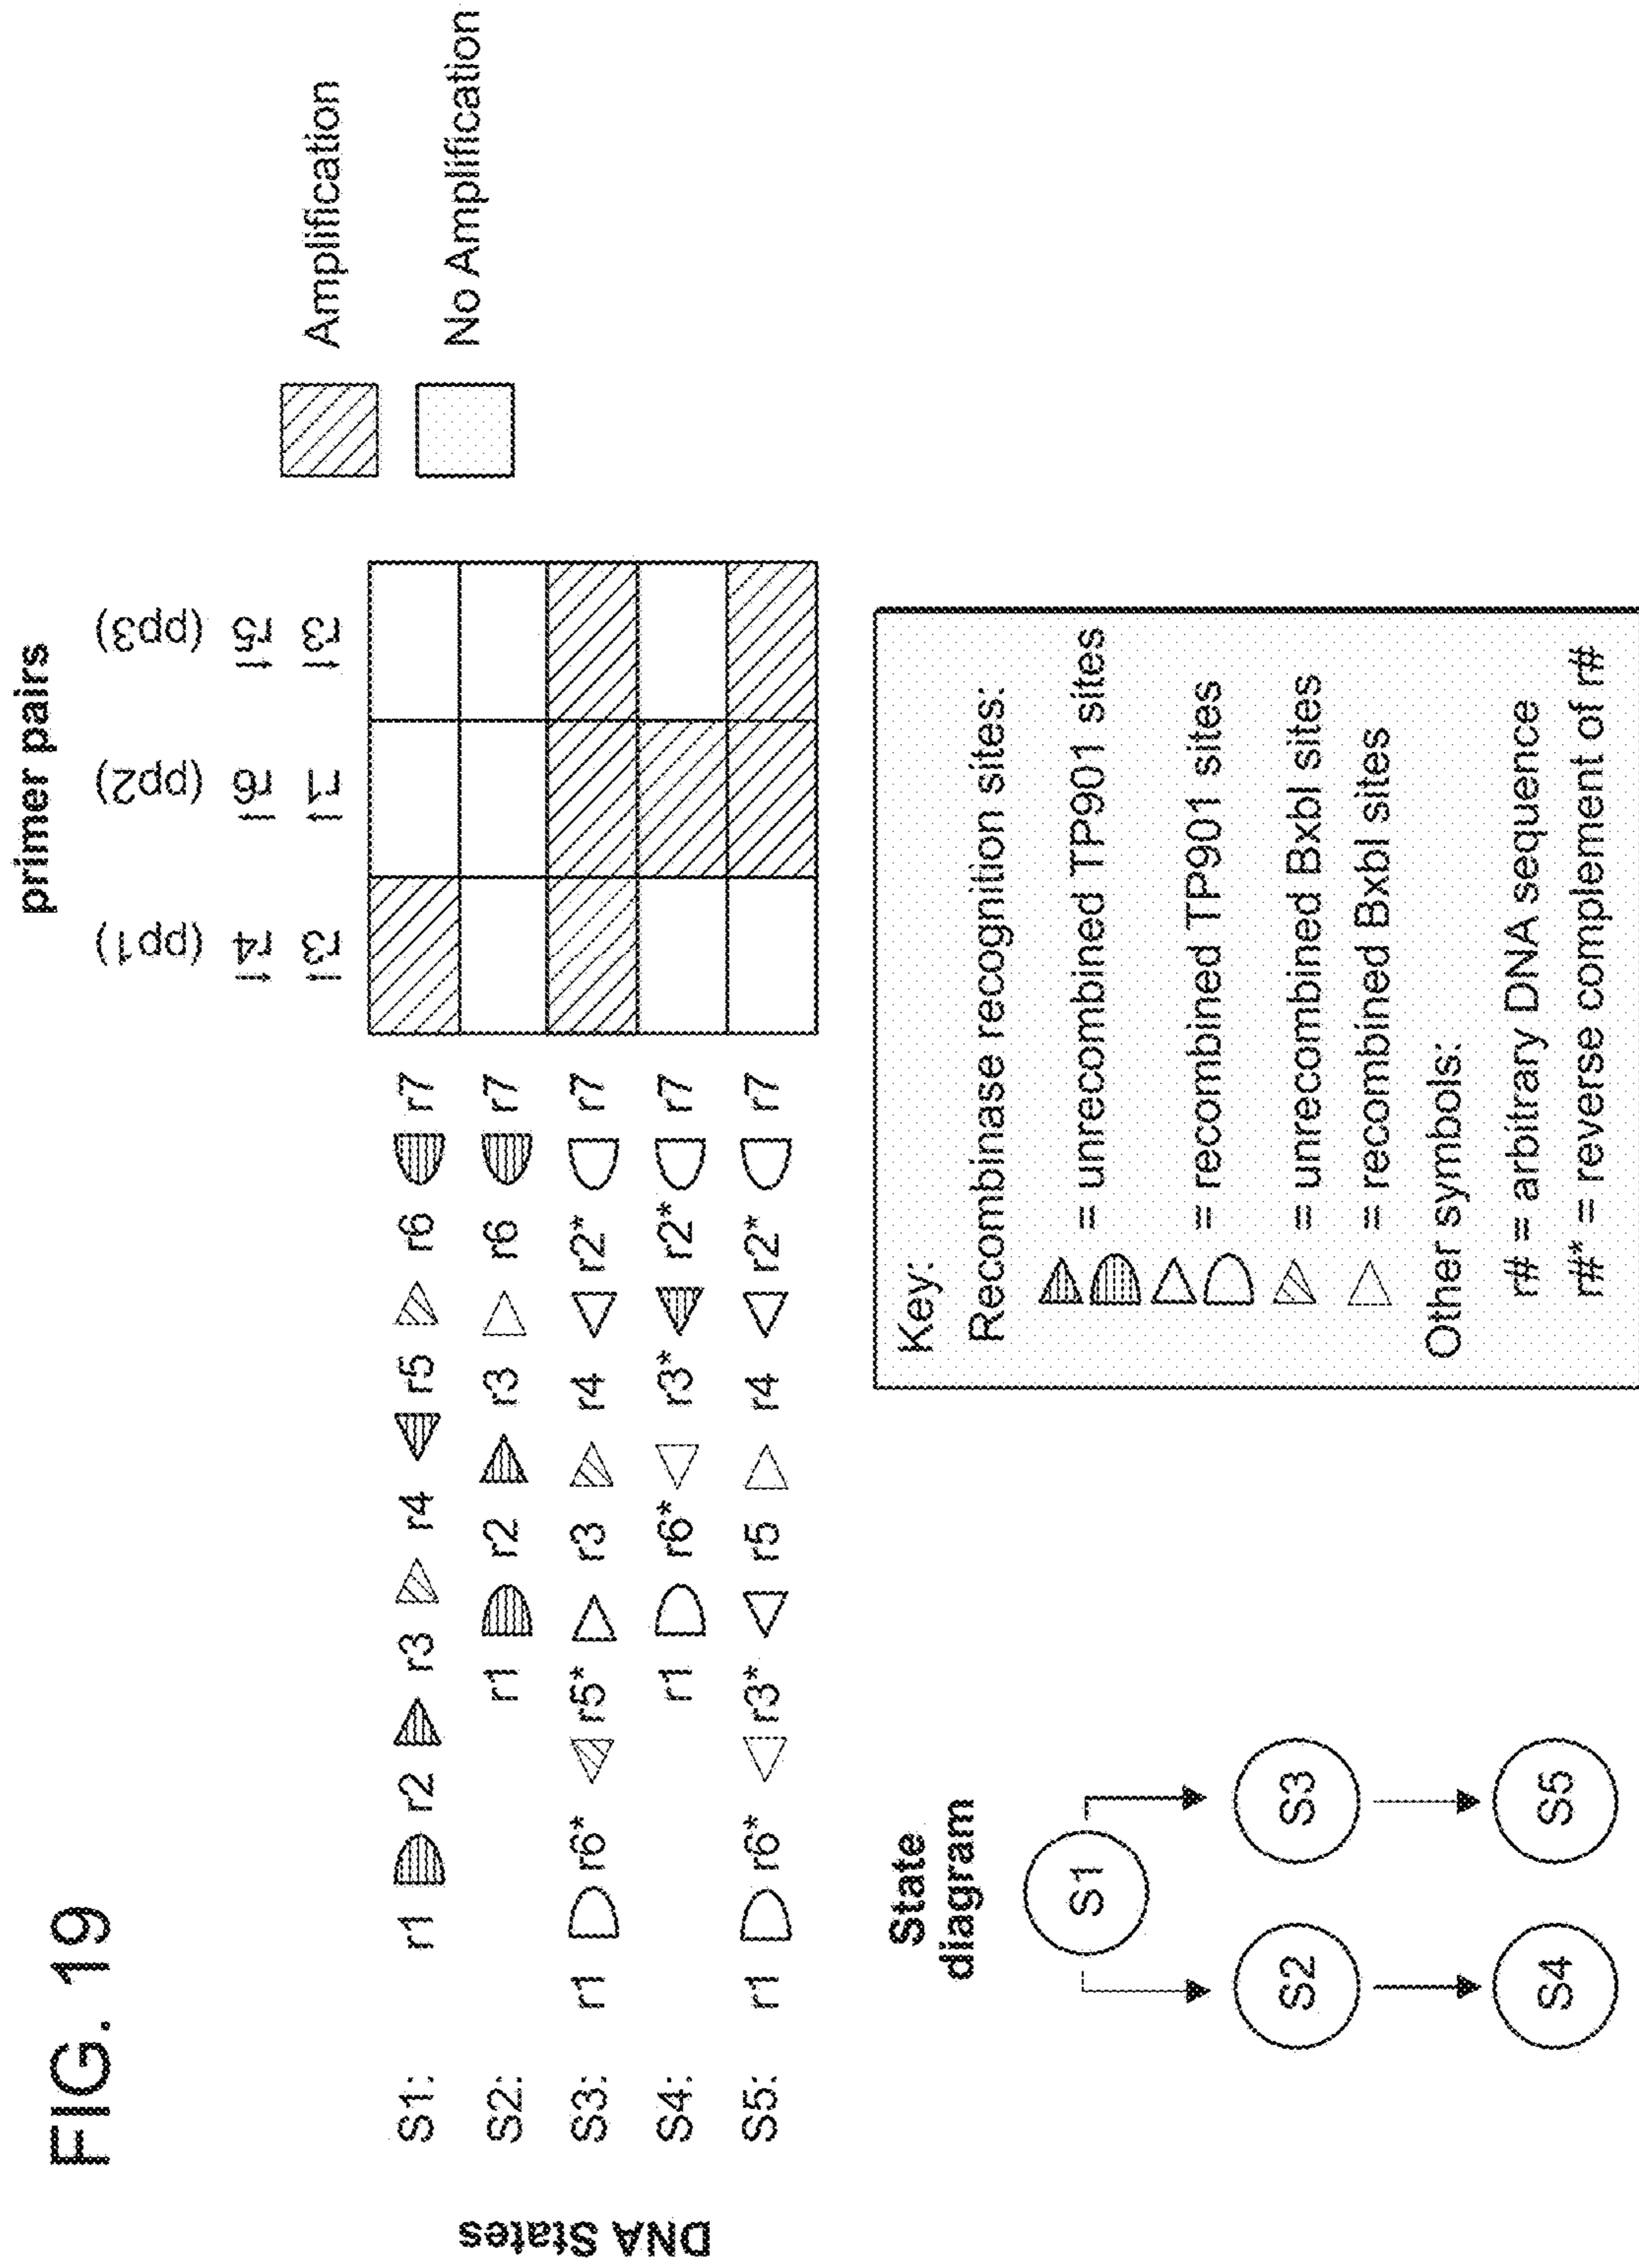 FIG. 19
primer pairs
(pp1) (pp2) (pp3)
r4 r6 r5
r3 r1 r3
Amplification
No Amplification
DNA States
S1: r1 r2 r3 r4 r5 r6 r7
S2: r1 r2 r3 r6 r7
S3: r1 r6* r5* r3 r4 r2* r7
S4: r1 r6* r3* r2* r7
S5: r1 r6* r3* r5 r4 r2* r7
State
diagram
S1
S2 S3
S4 S5
Key:
Recombinase recognition sites:
= unrecombined TP901 sites
= recombined TP901 sites
= unrecombined BxbI sites
= recombined BxbI sites
Other symbols:
r# = arbitrary DNA sequence
r#* = reverse complement of r#